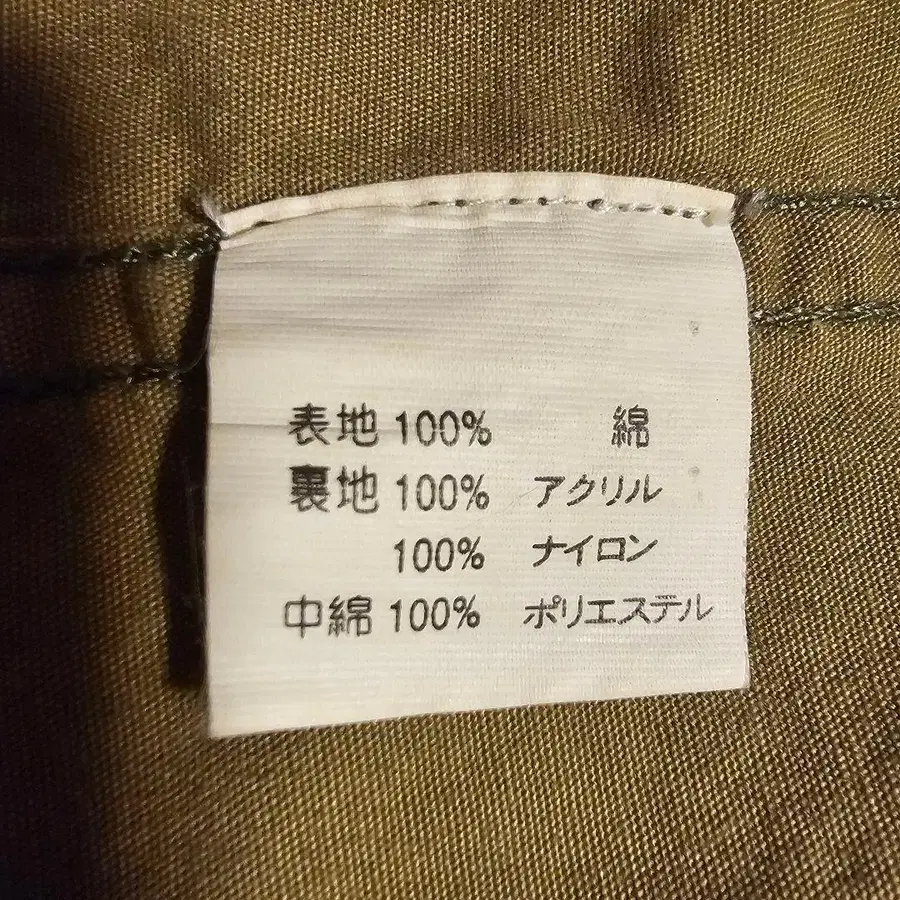 表地 100% 綿
裏地 100% アクリル
100% ナイロン
中綿 100% ポリエステル